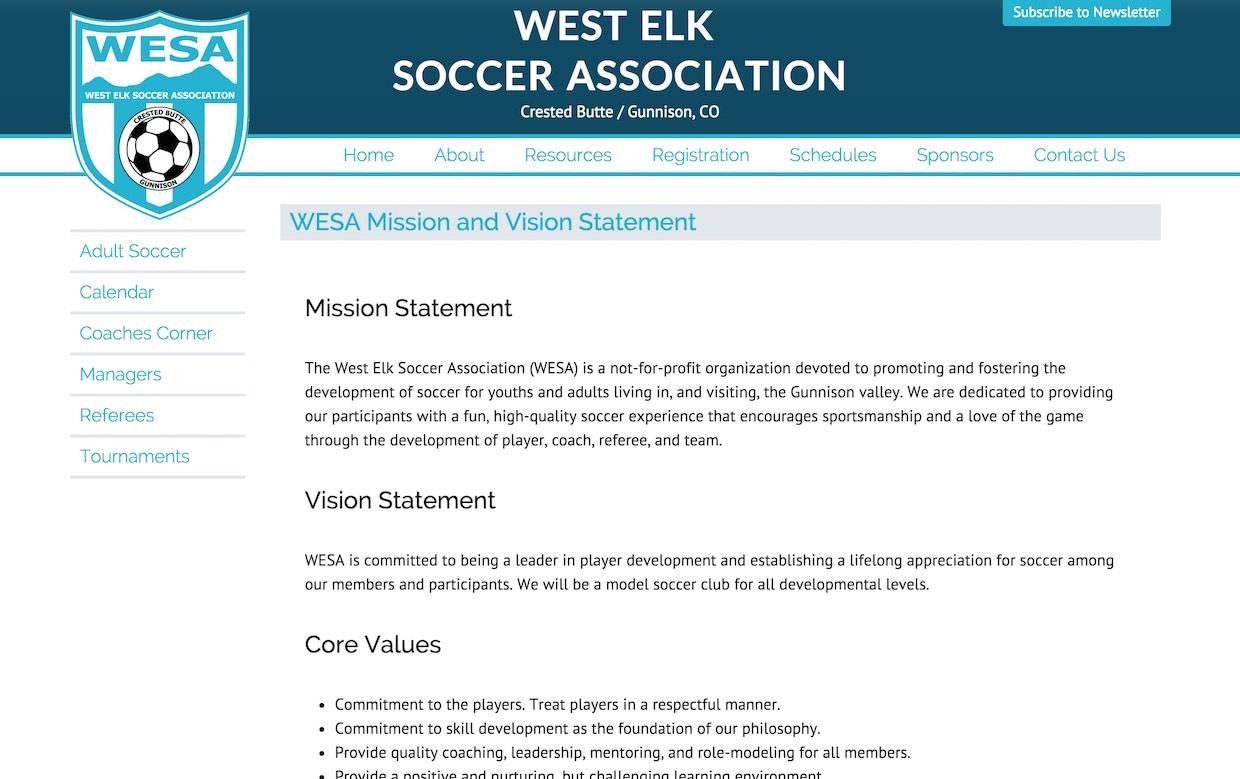 WEST ELK
SOCCER ASSOCIATION
Crested Butte / Gunnison, CO
Subscribe to Newsletter
WESA
WEST ELK SOCCER ASSOCIATION
CRESTED BUTTE
GUNNISON
Home About Resources Registration Schedules Sponsors Contact Us
Adult Soccer
Calendar
Coaches Corner
Managers
Referees
Tournaments
WESA Mission and Vision Statement
Mission Statement
The West Elk Soccer Association (WESA) is a not-for-profit organization devoted to promoting and fostering the
development of soccer for youths and adults living in, and visiting, the Gunnison valley. We are dedicated to providing
our participants with a fun, high-quality soccer experience that encourages sportsmanship and a love of the game
through the development of player, coach, referee, and team.
Vision Statement
WESA is committed to being a leader in player development and establishing a lifelong appreciation for soccer among
our members and participants. We will be a model soccer club for all developmental levels.
Core Values
• Commitment to the players. Treat players in a respectful manner.
• Commitment to skill development as the foundation of our philosophy.
• Provide quality coaching, leadership, mentoring, and role-modeling for all members.
• Provide a positive and nurturing, but challenging learning environment.